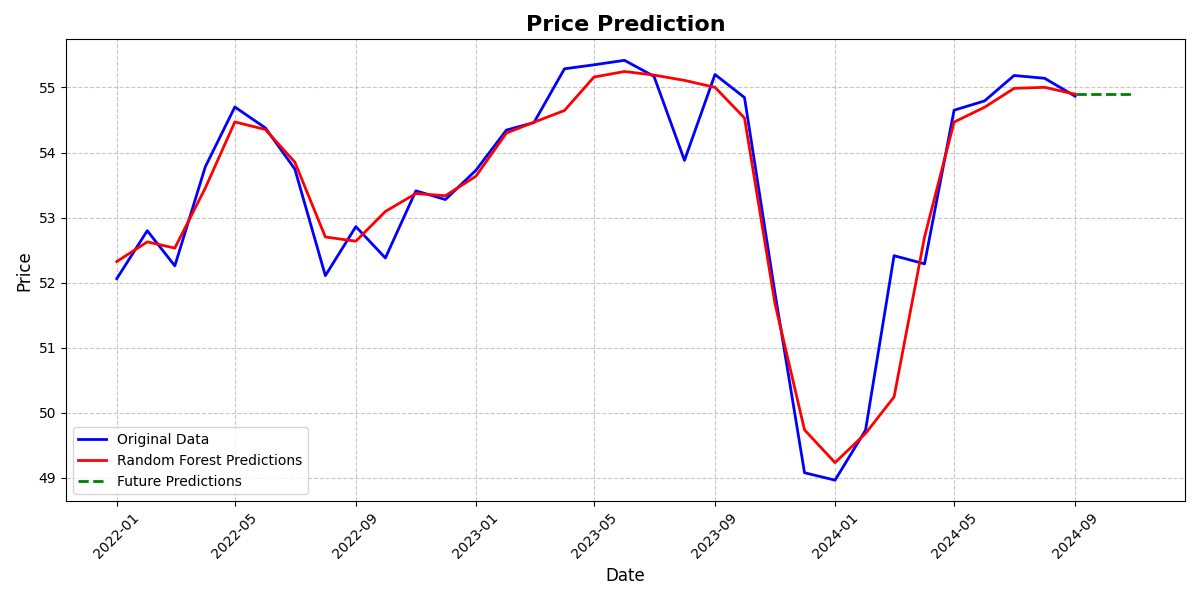 Price Prediction
Price
55
54
53
52
51
50
49
Original Data
Random Forest Predictions
Future Predictions
2022-01
2022-05
2022-09
2023-01
2023-05
2023-09
2024-01
2024-05
2024-09
Date